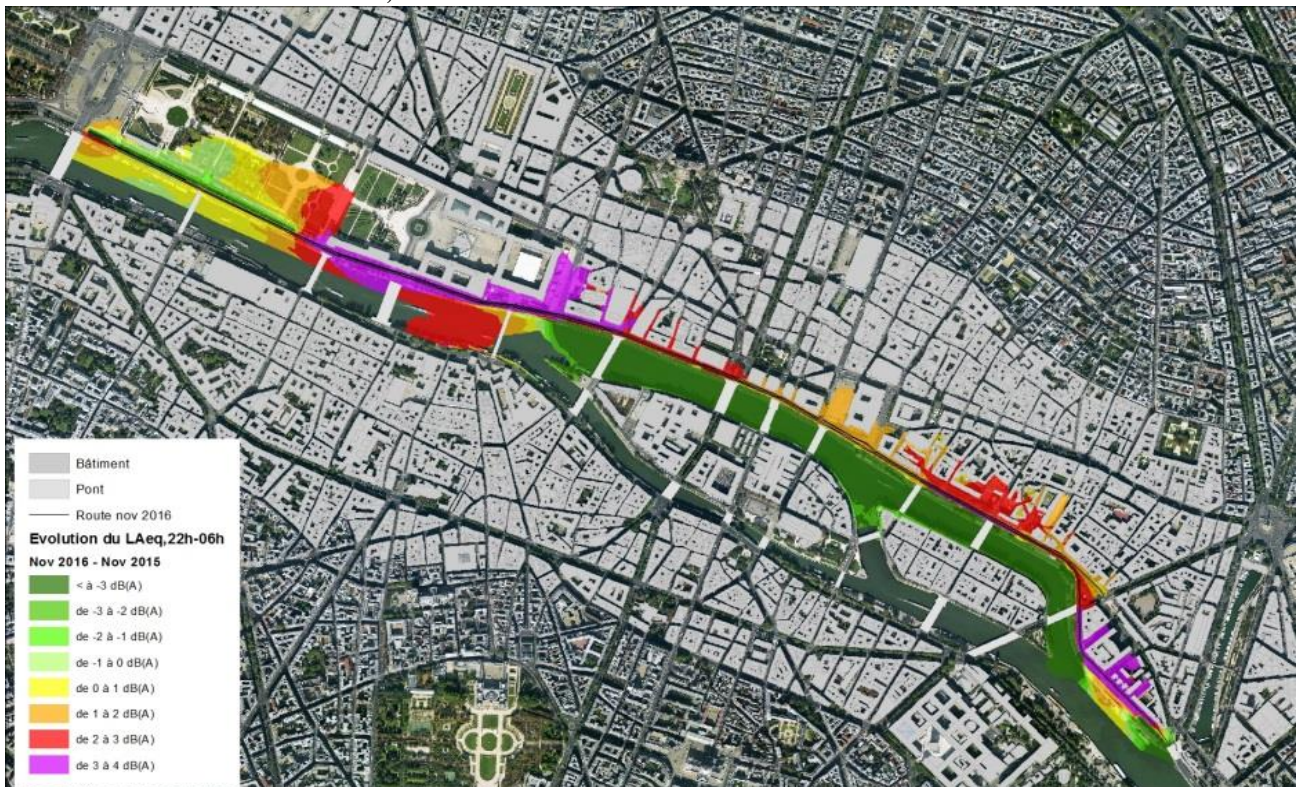 Bâtiment
Pont
Route nov 2016
Evolution du LAeq,22h-06h
Nov 2016 - Nov 2015
< à -3 dB(A)
de -3 à -2 dB(A)
de -2 à -1 dB(A)
de -1 à 0 dB(A)
de 0 à 1 dB(A)
de 1 à 2 dB(A)
de 2 à 3 dB(A)
de 3 à 4 dB(A)